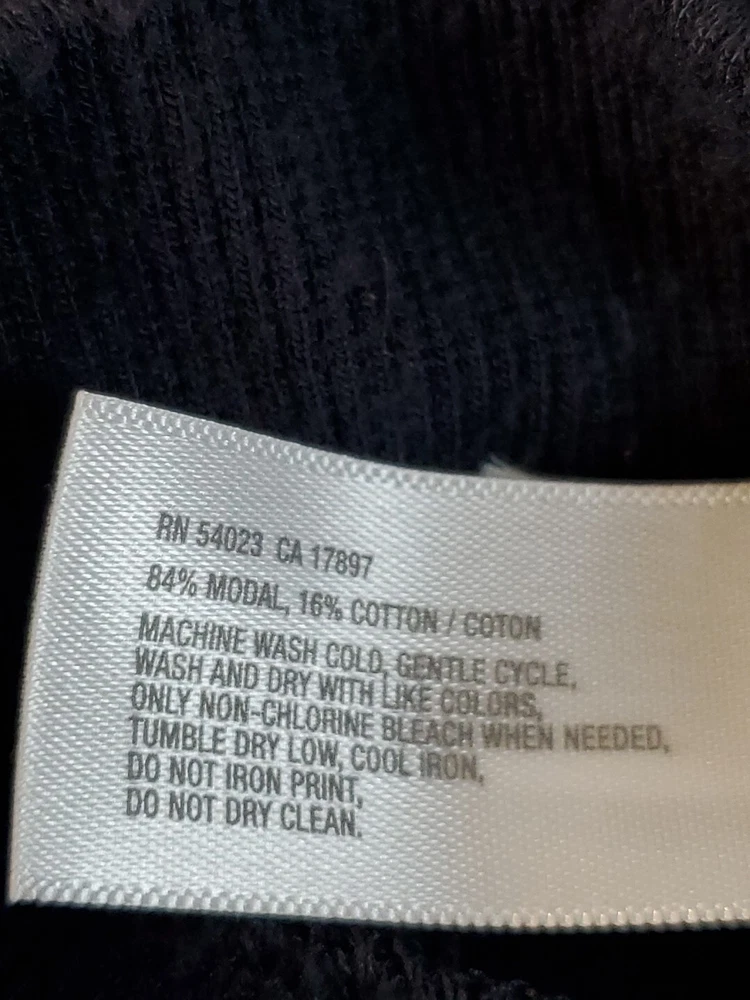 RN 54023 CA 17897
84% MODAL, 16% COTTON / COTON
MACHINE WASH COLD, GENTLE CYCLE,
WASH AND DRY WITH LIKE COLORS,
ONLY NON-CHLORINE BLEACH WHEN NEEDED,
TUMBLE DRY LOW, COOL IRON,
DO NOT IRON PRINT,
DO NOT DRY CLEAN.